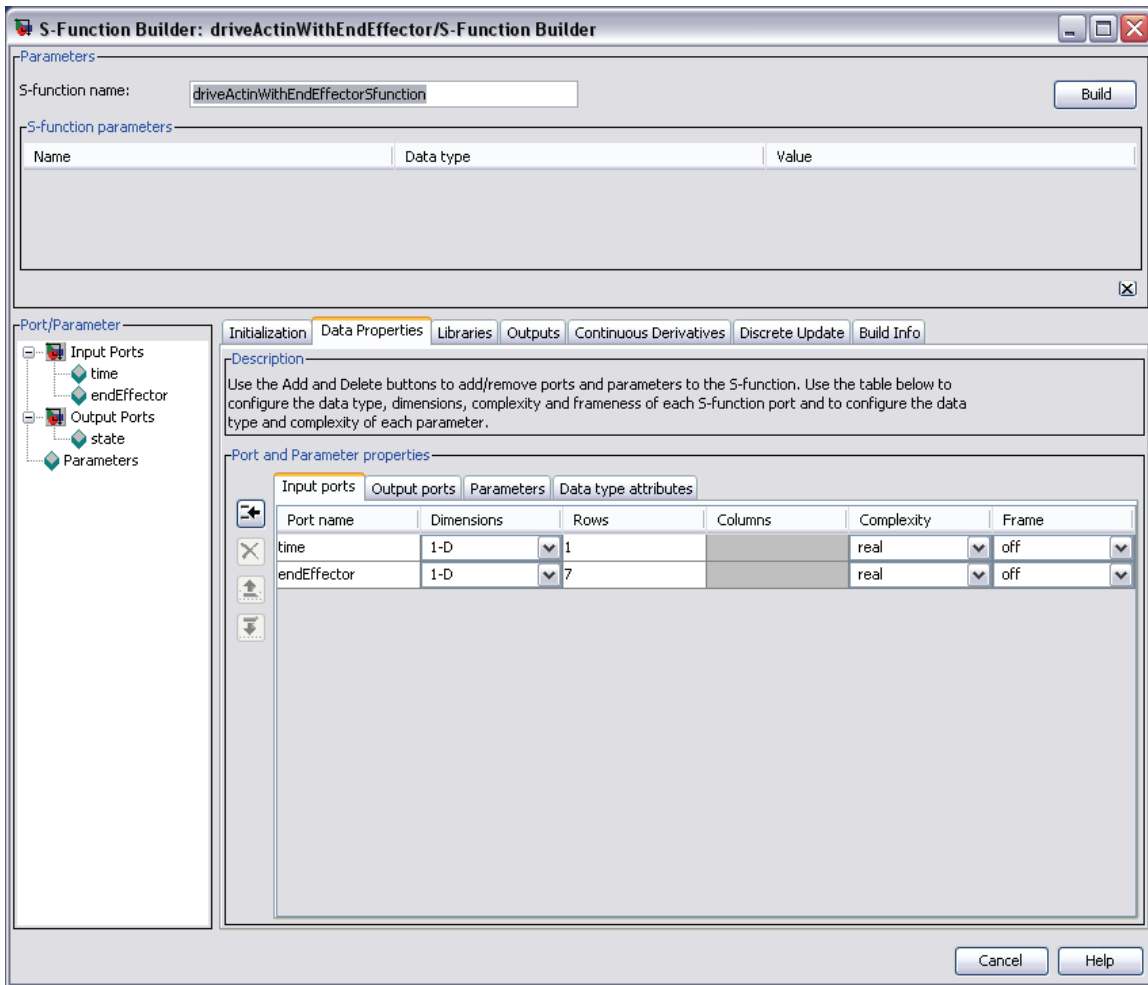 S-Function Builder: driveActinWithEndEffector/S-Function Builder
Parameters
S-function name: driveActinWithEndEffectorSfunction Build
S-function parameters
Name Data type Value
Port/Parameter
Input Ports
time
endEffector
Output Ports
state
Parameters
Initialization Data Properties Libraries Outputs Continuous Derivatives Discrete Update Build Info
Description
Use the Add and Delete buttons to add/remove ports and parameters to the S-function. Use the table below to
configure the data type, dimensions, complexity and frameness of each S-function port and to configure the data
type and complexity of each parameter.
Port and Parameter properties
Input ports Output ports Parameters Data type attributes
Port name Dimensions Rows Columns Complexity Frame
time 1-D 1 real off
endEffector 1-D 7 real off
Cancel Help